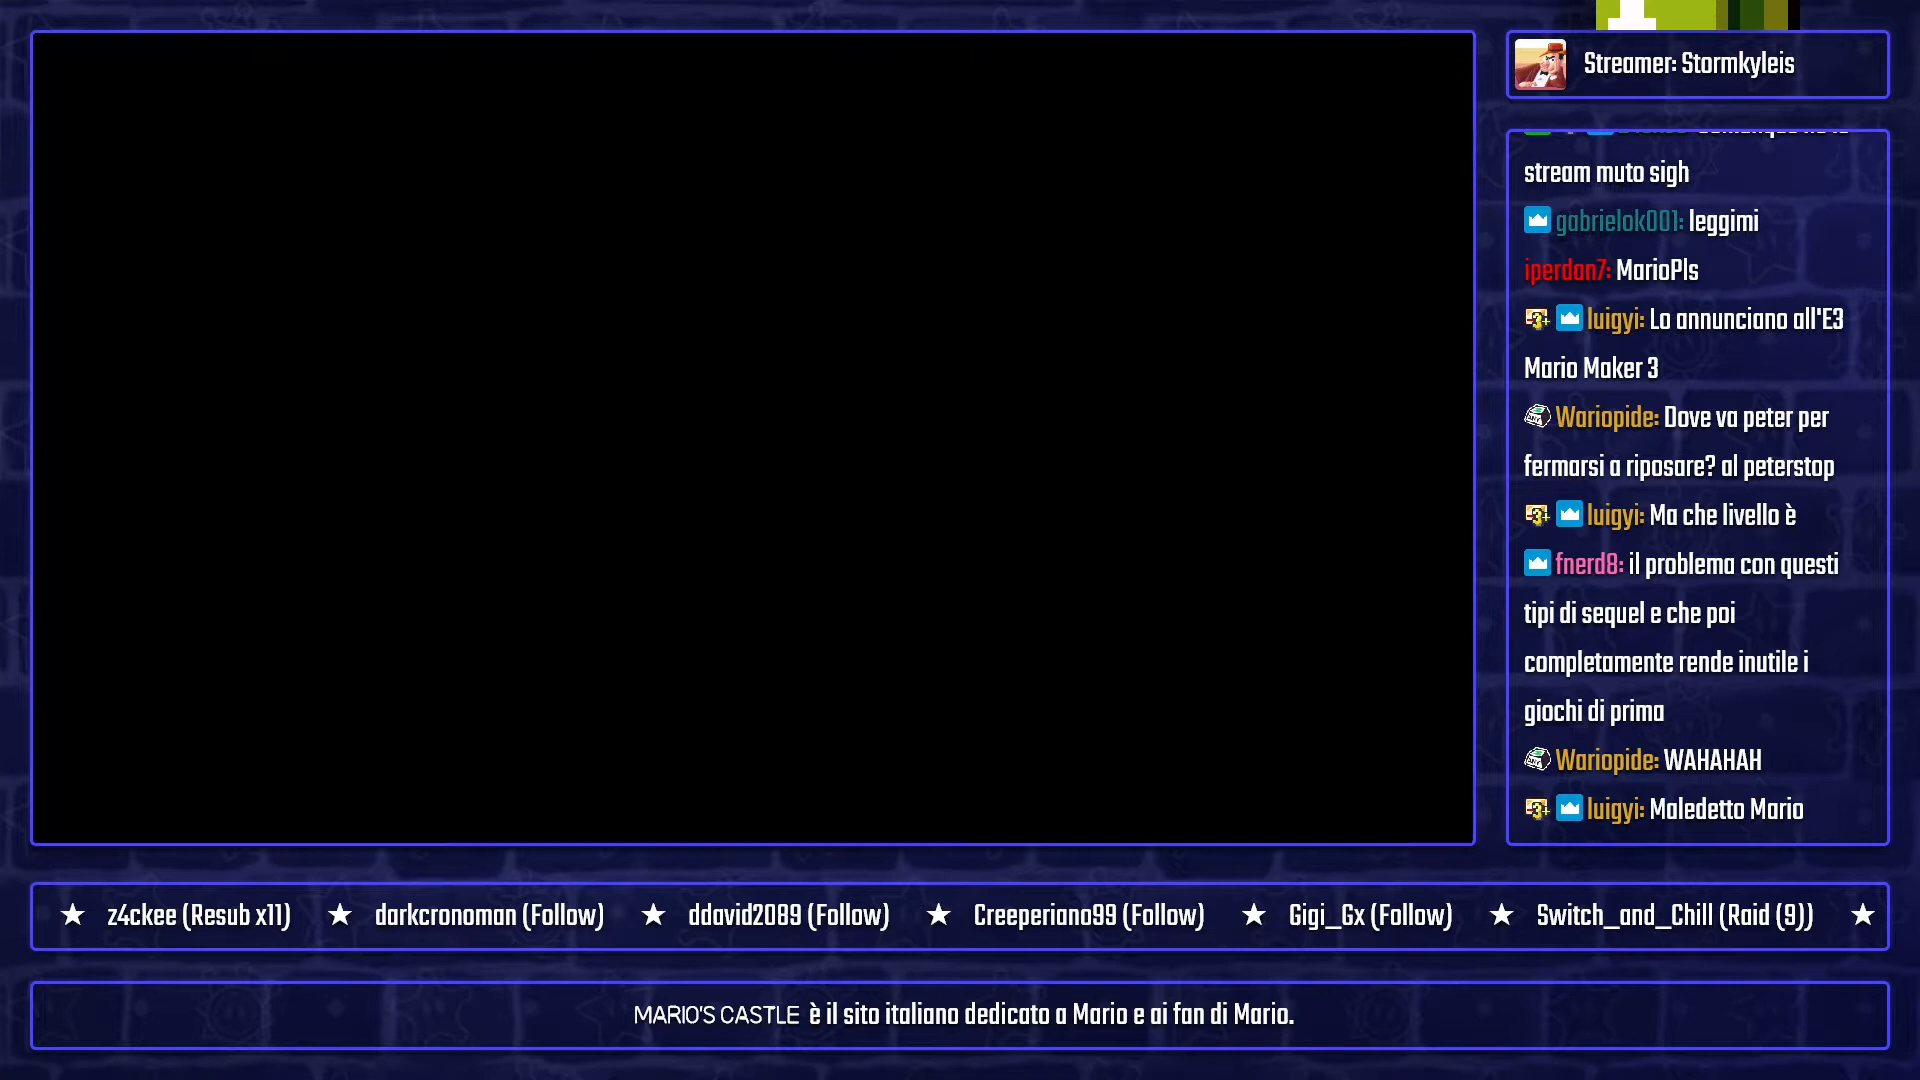 Streamer: Stormkyleis
stream muto sigh
gabrielok001: leggimi
iperdan7: MarioPls
luigyi: Lo annunciano all'E3
Mario Maker 3
Wariopide: Dove va peter per
fermarsi a riposare? al peterstop
luigyi: Ma che livello è
fnerd8: il problema con questi
tipi di sequel e che poi
completamente rende inutile i
giochi di prima
Wariopide: WAHAHAH
luigyi: Maledetto Mario
★ z4ckee (Resub x11) ★ darkcronoman (Follow) ★ ddavid2089 (Follow) ★ Creeperiano99 (Follow) ★ Gigi_Gx (Follow) ★ Switch_and_Chill (Raid (9)) ★
MARIO'S CASTLE è il sito italiano dedicato a Mario e ai fan di Mario.